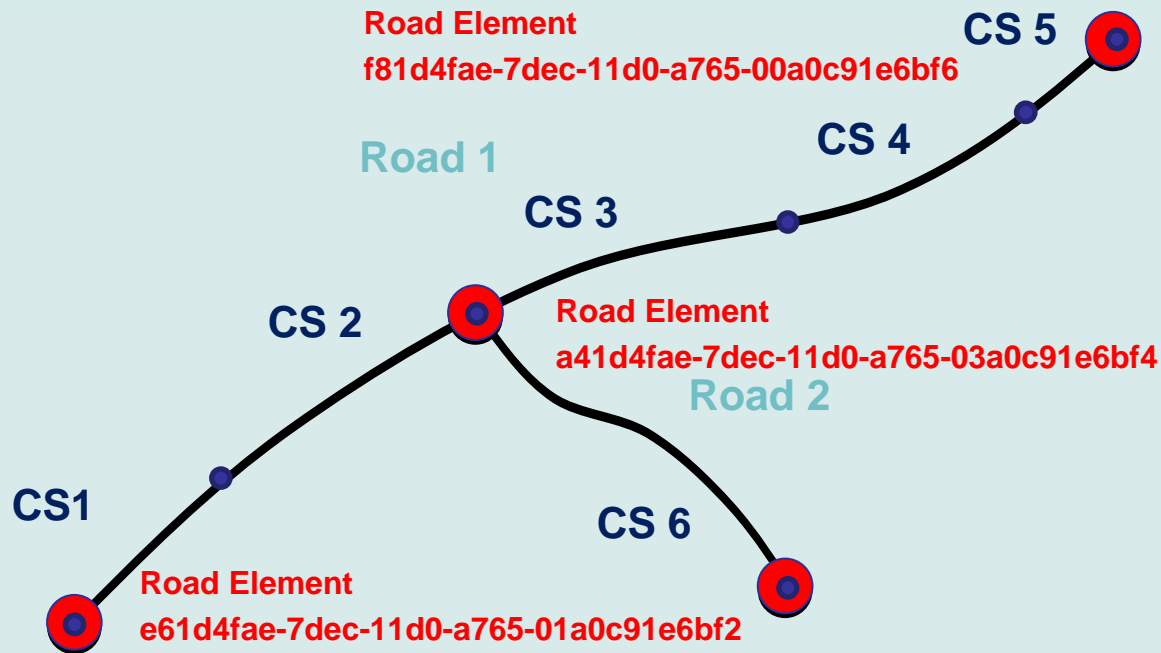 Road Element
f81d4fae-7dec-11d0-a765-00a0c91e6bf6
CS 5
CS 4
Road 1
CS 3
CS 2
Road Element
a41d4fae-7dec-11d0-a765-03a0c91e6bf4
Road 2
CS1
CS 6
Road Element
e61d4fae-7dec-11d0-a765-01a0c91e6bf2